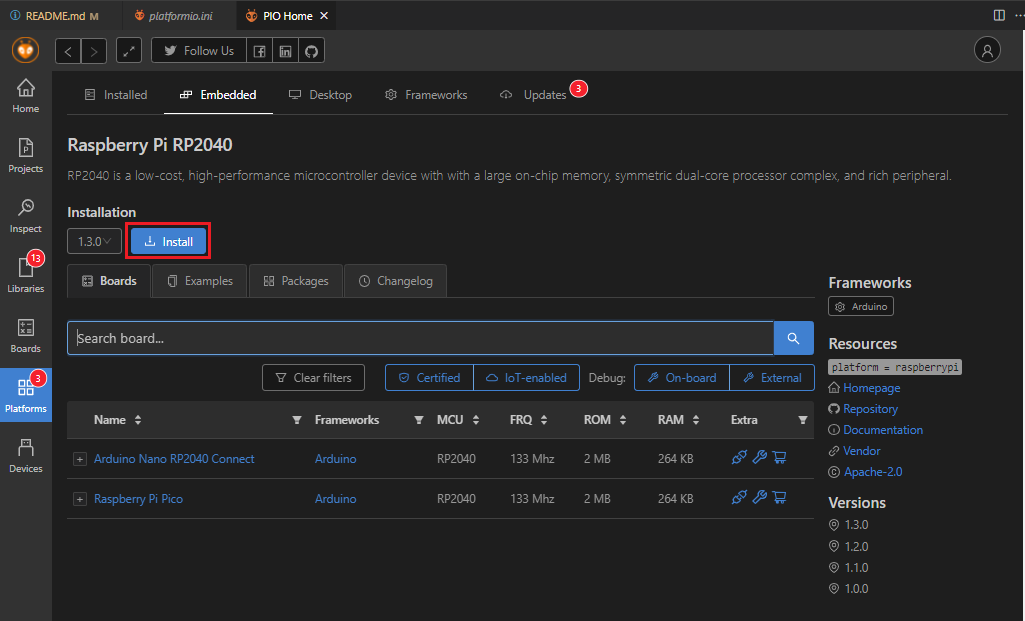 README.md M
platformio.ini
PIO Home
Follow Us
Home
Projects
Inspect
13
Libraries
Boards
3
Platforms
Devices
Installed
Embedded
Desktop
Frameworks
Updates
3
Raspberry Pi RP2040
RP2040 is a low-cost, high-performance microcontroller device with with a large on-chip memory, symmetric dual-core processor complex, and rich peripheral.
Installation
1.3.0
Install
Boards
Examples
Packages
Changelog
Search board...
Clear filters
Certified
IoT-enabled
Debug:
On-board
External
Name Frameworks MCU FRQ ROM RAM Extra
Arduino Nano RP2040 Connect Arduino RP2040 133 Mhz 2 MB 264 KB
Raspberry Pi Pico Arduino RP2040 133 Mhz 2 MB 264 KB
Frameworks
Arduino
Resources
platform = raspberrypi
Homepage
Repository
Documentation
Vendor
Apache-2.0
Versions
1.3.0
1.2.0
1.1.0
1.0.0